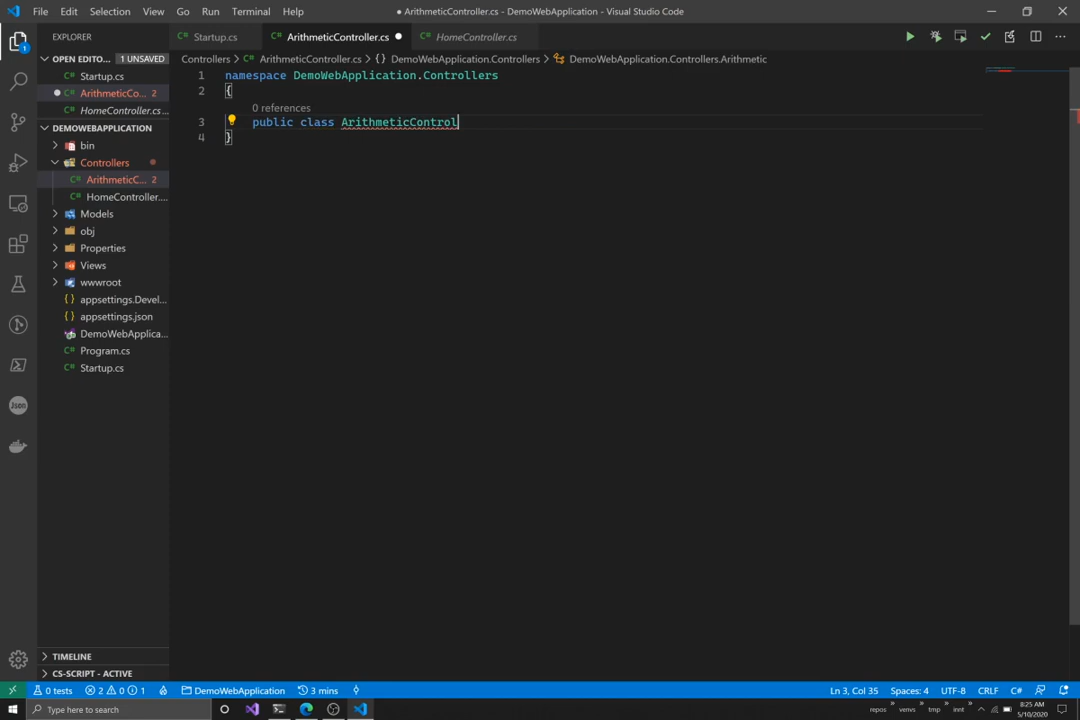 File Edit Selection View Go Run Terminal Help
● ArithmeticController.cs - DemoWebApplication - Visual Studio Code
EXPLORER
Startup.cs
ArithmeticController.cs ●
HomeController.cs
OPEN EDITO... 1 UNSAVED
Startup.cs
ArithmeticCo... 2
HomeController.cs ...
DEMOWEBAPPLICATION
bin
Controllers
ArithmeticC... 2
HomeController....
Models
obj
Properties
Views
wwwroot
appsettings.Devel...
appsettings.json
DemoWebApplica...
Program.cs
Startup.cs
TIMELINE
CS-SCRIPT - ACTIVE
Controllers > ArithmeticController.cs > {} DemoWebApplication.Controllers > DemoWebApplication.Controllers.Arithmetic
1 namespace DemoWebApplication.Controllers
2 {
0 references
3 public class ArithmeticControl
4 }
1
Json
0 tests 2 0 1 DemoWebApplication 3 mins
Ln 3, Col 35 Spaces: 4 UTF-8 CRLF C#
Type here to search
repos » venvs » tmp » innt »
8:25 AM
5/10/2020